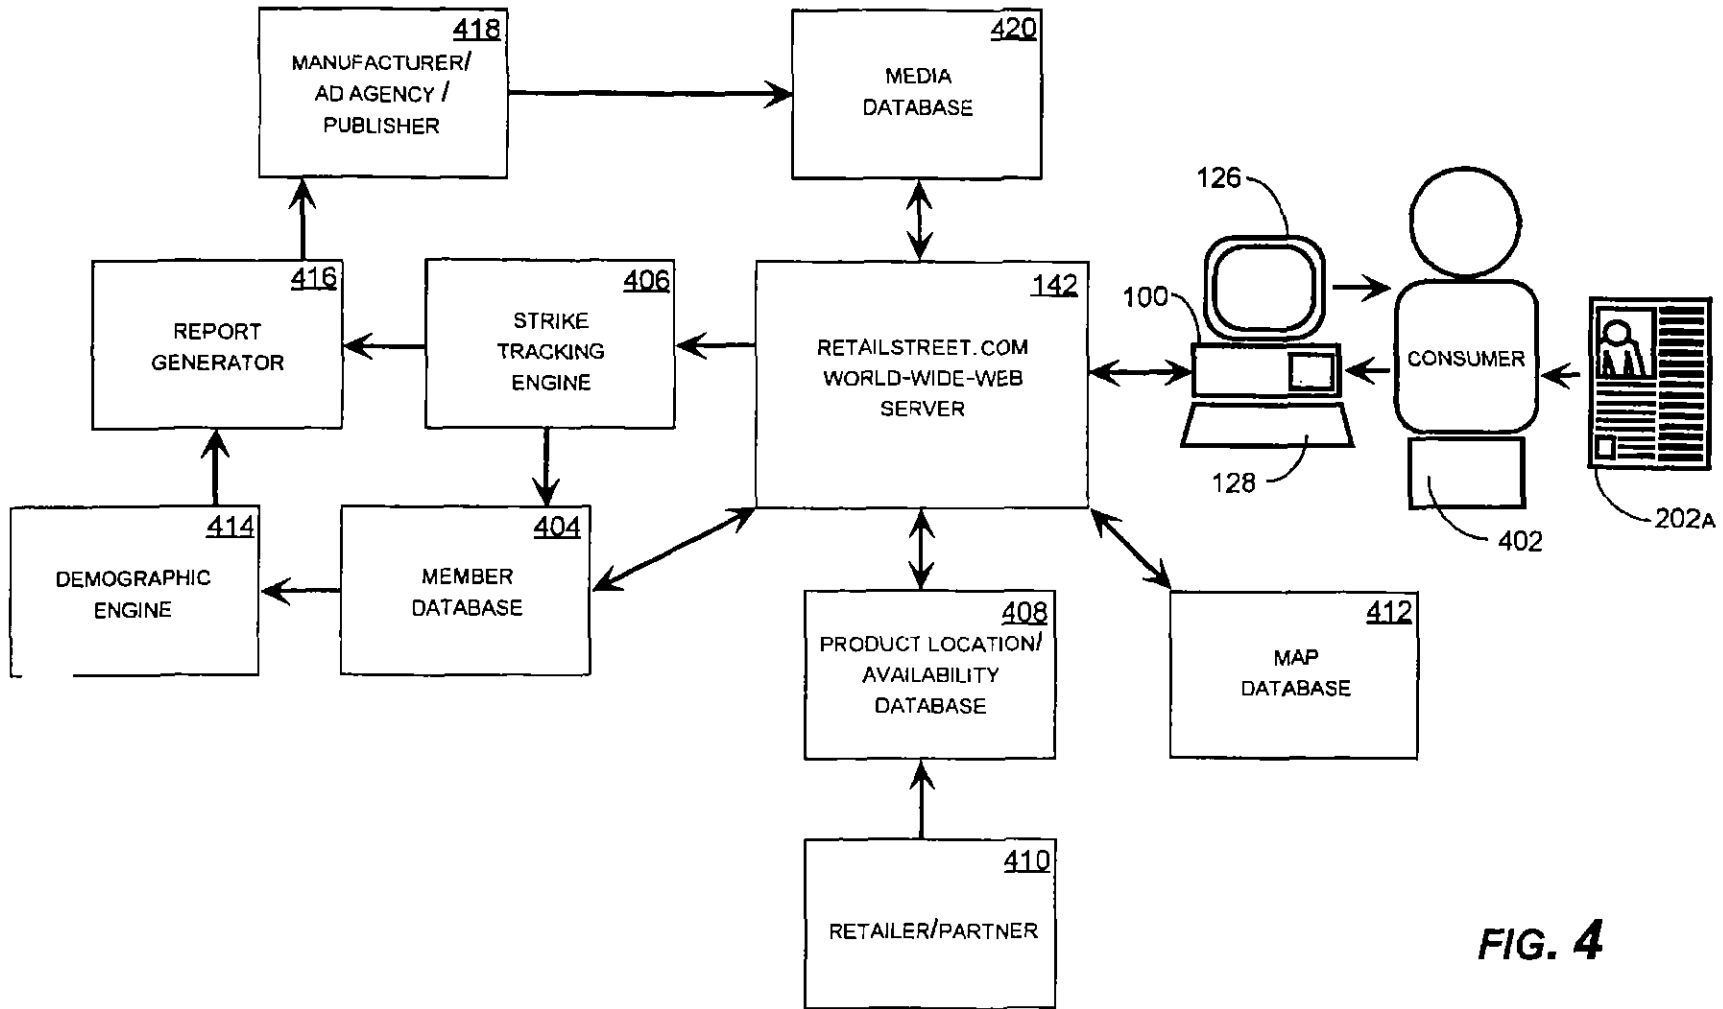 418
MANUFACTURER/
AD AGENCY /
PUBLISHER
420
MEDIA
DATABASE
416
REPORT
GENERATOR
406
STRIKE
TRACKING
ENGINE
142
RETAILSTREET.COM
WORLD-WIDE-WEB
SERVER
126
100
128
CONSUMER
402
202A
414
DEMOGRAPHIC
ENGINE
404
MEMBER
DATABASE
408
PRODUCT LOCATION/
AVAILABILITY
DATABASE
412
MAP
DATABASE
410
RETAILER/PARTNER
FIG. 4